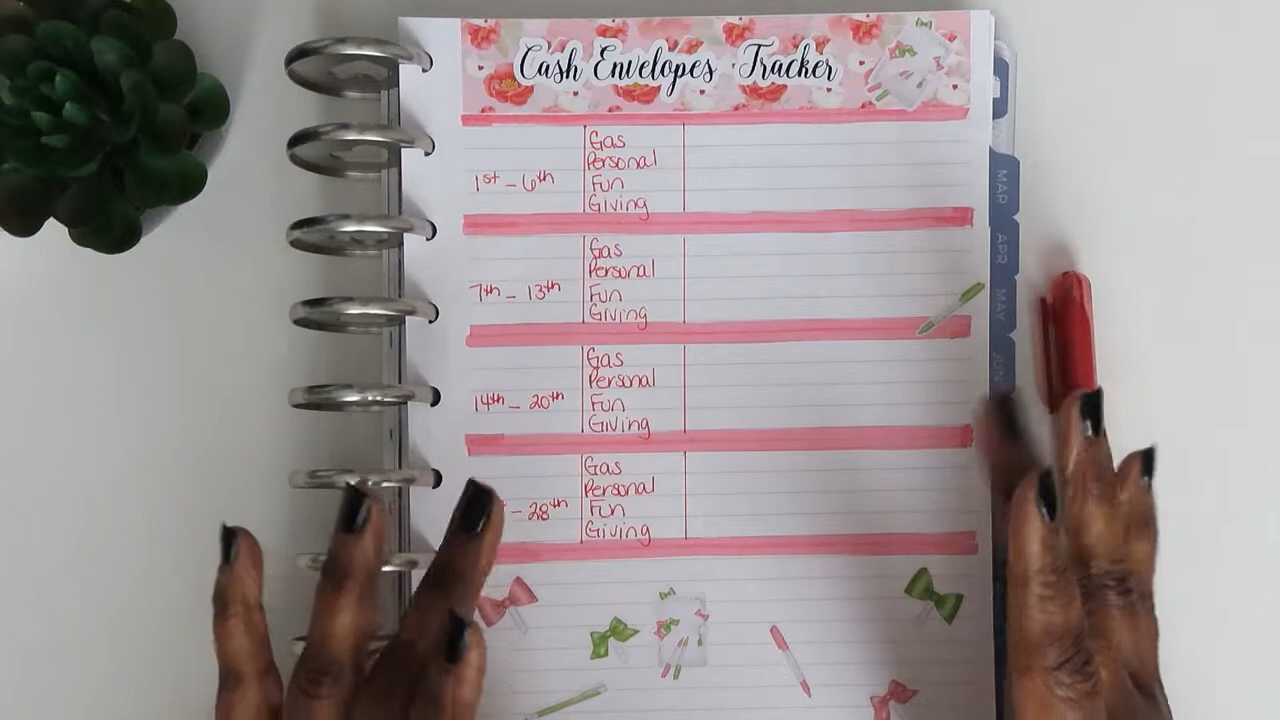 Cash Envelopes Tracker
Gas
Personal
1st - 6th
Fun
Giving
Gas
Personal
7th - 13th
Fun
Giving
Gas
Personal
14th - 20th
Fun
Giving
Gas
Personal
- 28th
Fun
Giving
MAR
APR
MAY
JUN